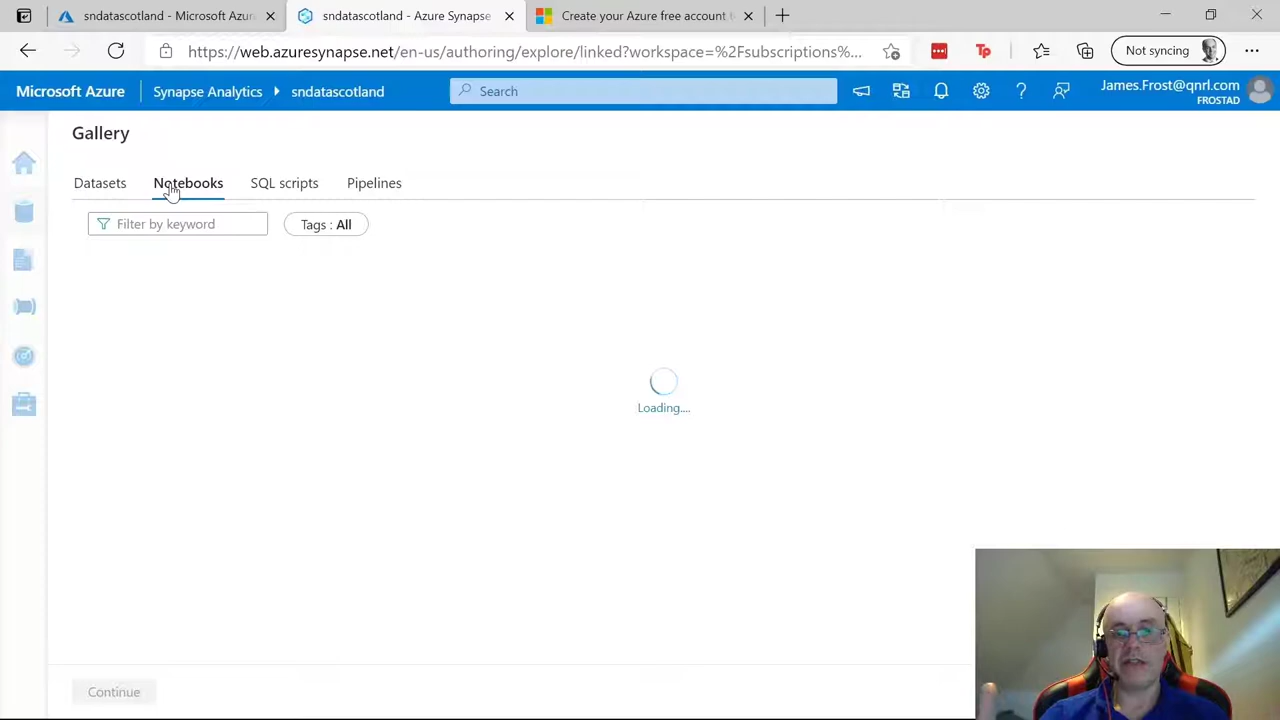 sndatascotland - Microsoft Azur
sndatascotland - Azure Synapse
Create your Azure free account t
https://web.azuresynapse.net/en-us/authoring/explore/linked?workspace=%2Fsubscriptions%...
Tp
Not syncing
Microsoft Azure
Synapse Analytics
sndatascotland
Search
James.Frost@qnrl.com
FROSTAD
Gallery
Datasets
Notebooks
SQL scripts
Pipelines
Filter by keyword
Tags : All
Loading....
Continue